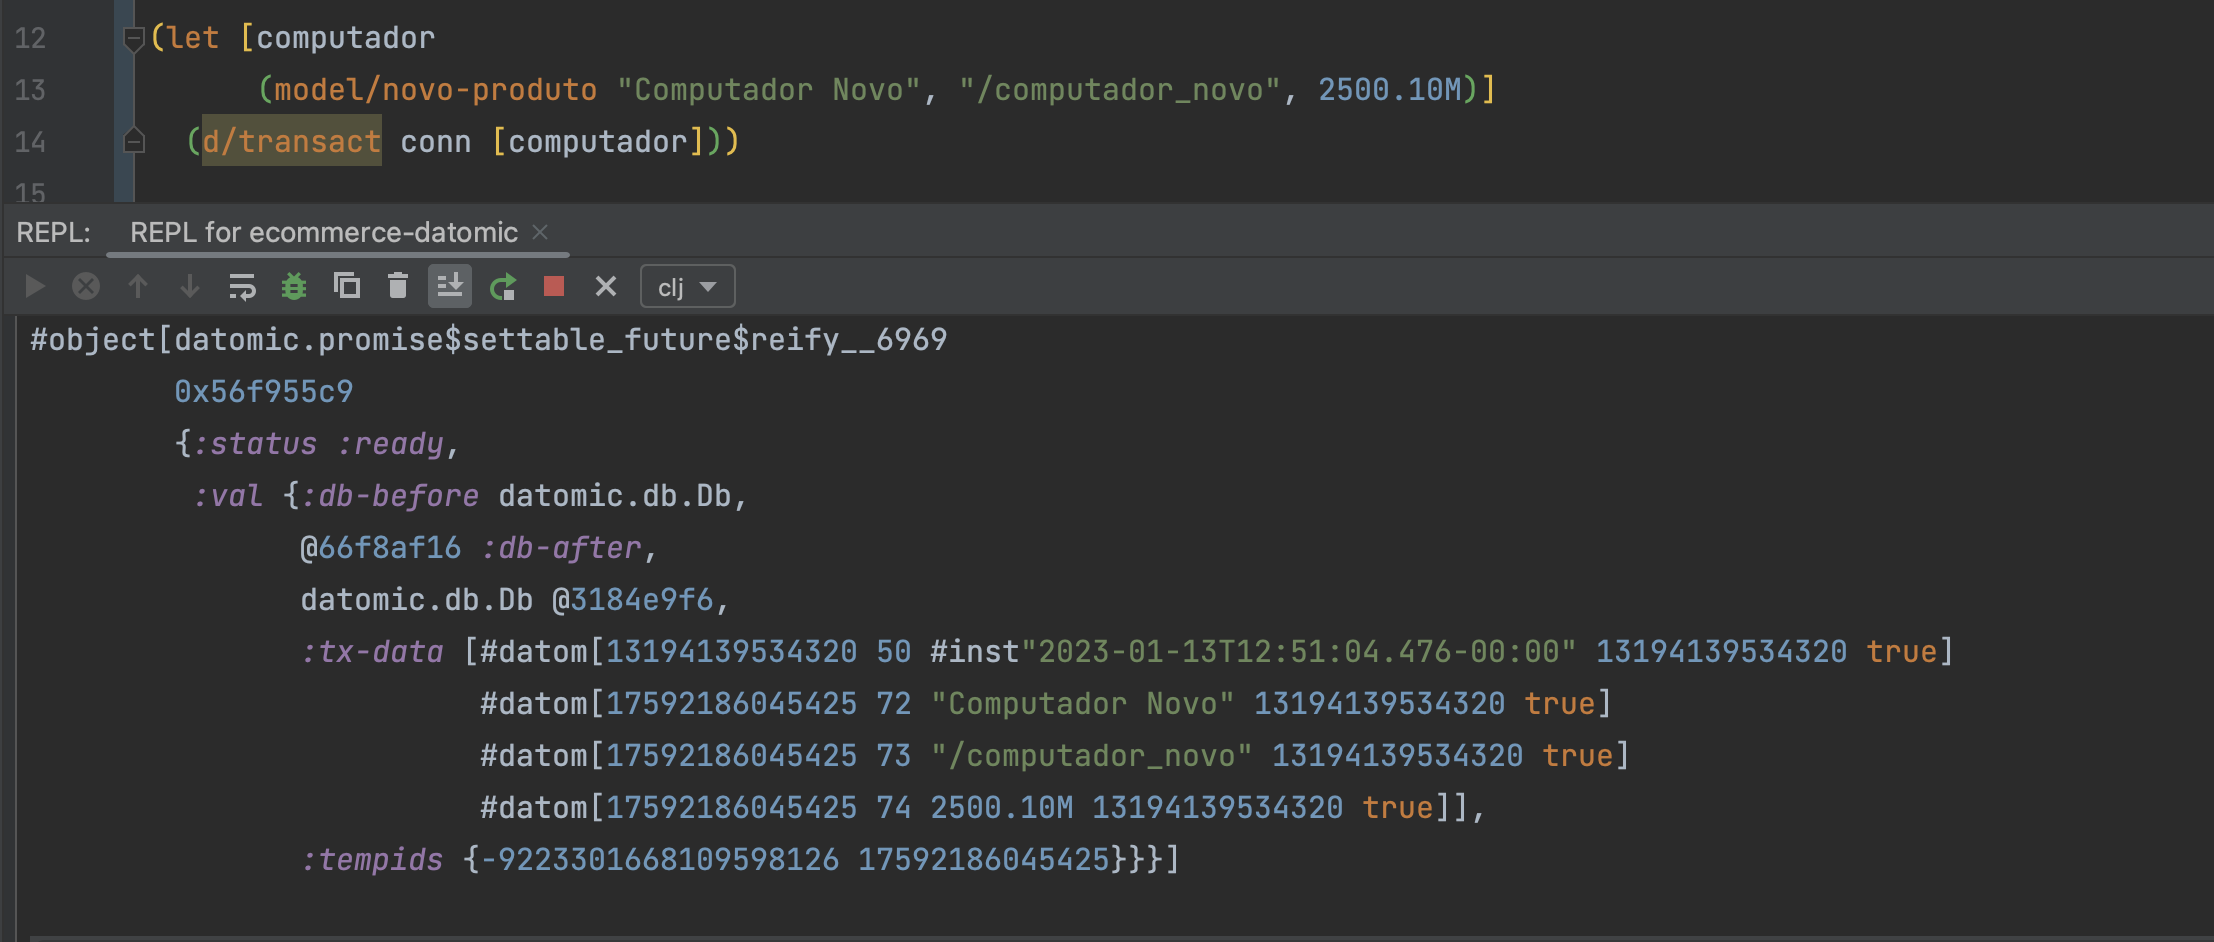 12 (let [computador
13 (model/novo-produto "Computador Novo", "/computador_novo", 2500.10M)]
14 (d/transact conn [computador]))
15
REPL: REPL for ecommerce-datomic
clj
#object[datomic.promise$settable_future$reify__6969
0x56f955c9
{:status :ready,
:val {:db-before datomic.db.Db,
@66f8af16 :db-after,
datomic.db.Db @3184e9f6,
:tx-data [#datom[13194139534320 50 #inst"2023-01-13T12:51:04.476-00:00" 13194139534320 true]
#datom[17592186045425 72 "Computador Novo" 13194139534320 true]
#datom[17592186045425 73 "/computador_novo" 13194139534320 true]
#datom[17592186045425 74 2500.10M 13194139534320 true]],
:tempids {-9223301668109598126 17592186045425}}}]